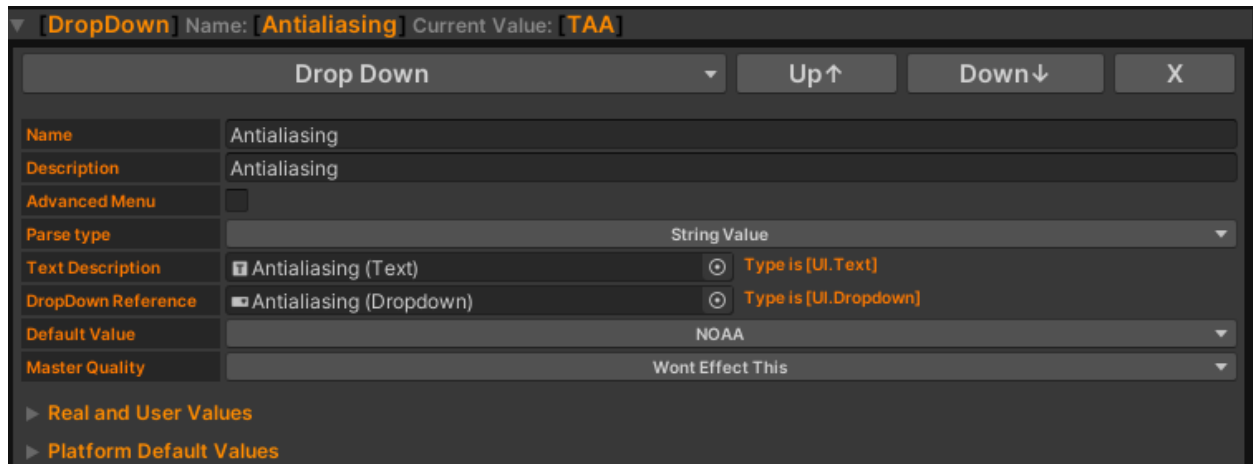 [DropDown] Name: [Antialiasing] Current Value: [TAA]
Drop Down Up↑ Down↓ X
Name Antialiasing
Description Antialiasing
Advanced Menu
Parse type String Value
Text Description Antialiasing (Text) Type is [UI.Text]
DropDown Reference Antialiasing (Dropdown) Type is [UI.Dropdown]
Default Value NOAA
Master Quality Wont Effect This
Real and User Values
Platform Default Values